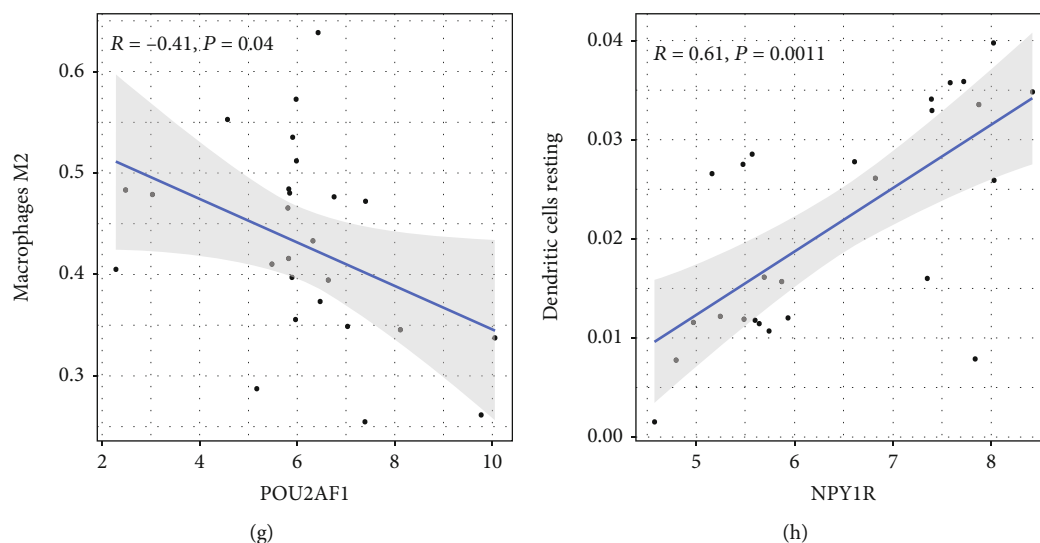 R = –0.41, P = 0.04
0.6
0.5
0.4
0.3
Macrophages M2
2
4
6
8
10
POU2AF1
(g)
R = 0.61, P = 0.0011
0.04
0.03
0.02
0.01
0.00
Dendritic cells resting
5
6
7
8
NPY1R
(h)